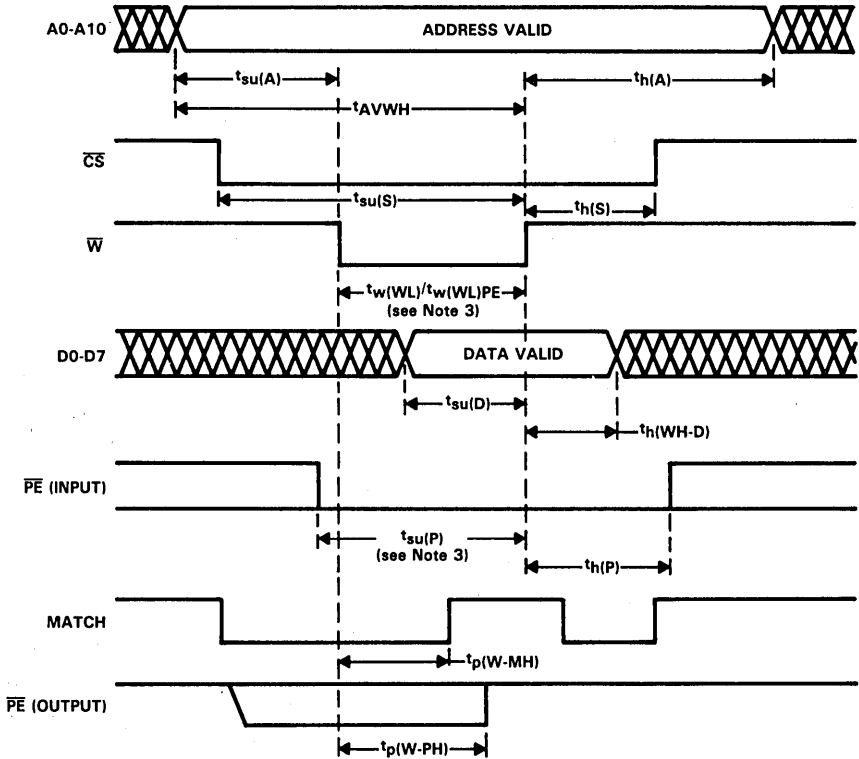 A0-A10
ADDRESS VALID
tsu(A)
th(A)
tAVWH
CS
tsu(S)
th(S)
W
tw(WL)/tw(WL)PE
(see Note 3)
D0-D7
DATA VALID
tsu(D)
th(WH-D)
PE (INPUT)
tsu(P)
(see Note 3)
th(P)
MATCH
tp(W-MH)
PE (OUTPUT)
tp(W-PH)